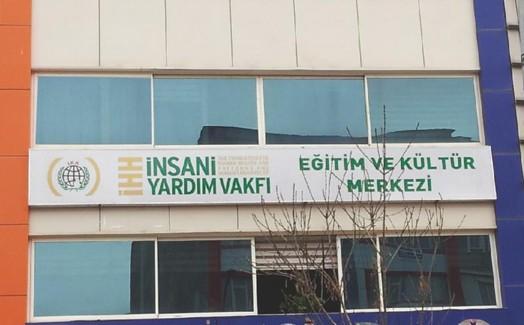 İHH
İNSANİ
YARDIM VAKFI
EĞİTİM VE KÜLTÜR
MERKEZİ